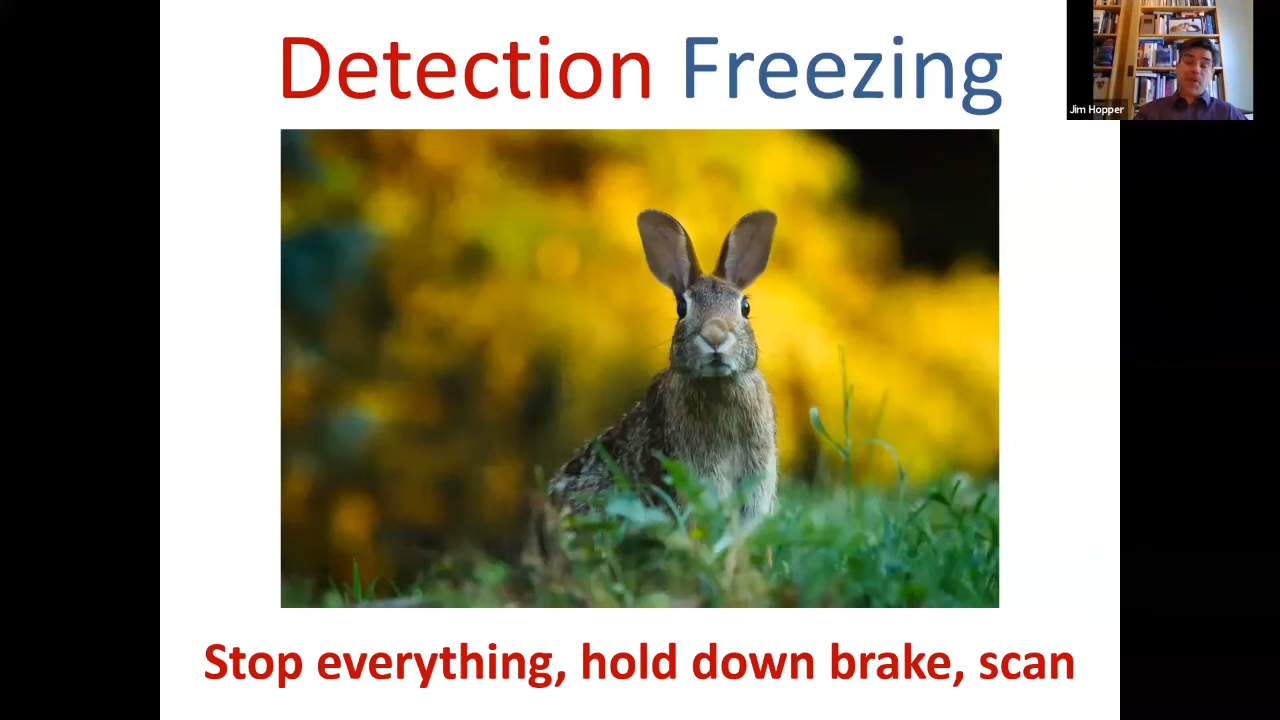 Detection Freezing
Jim Hopper
Stop everything, hold down brake, scan